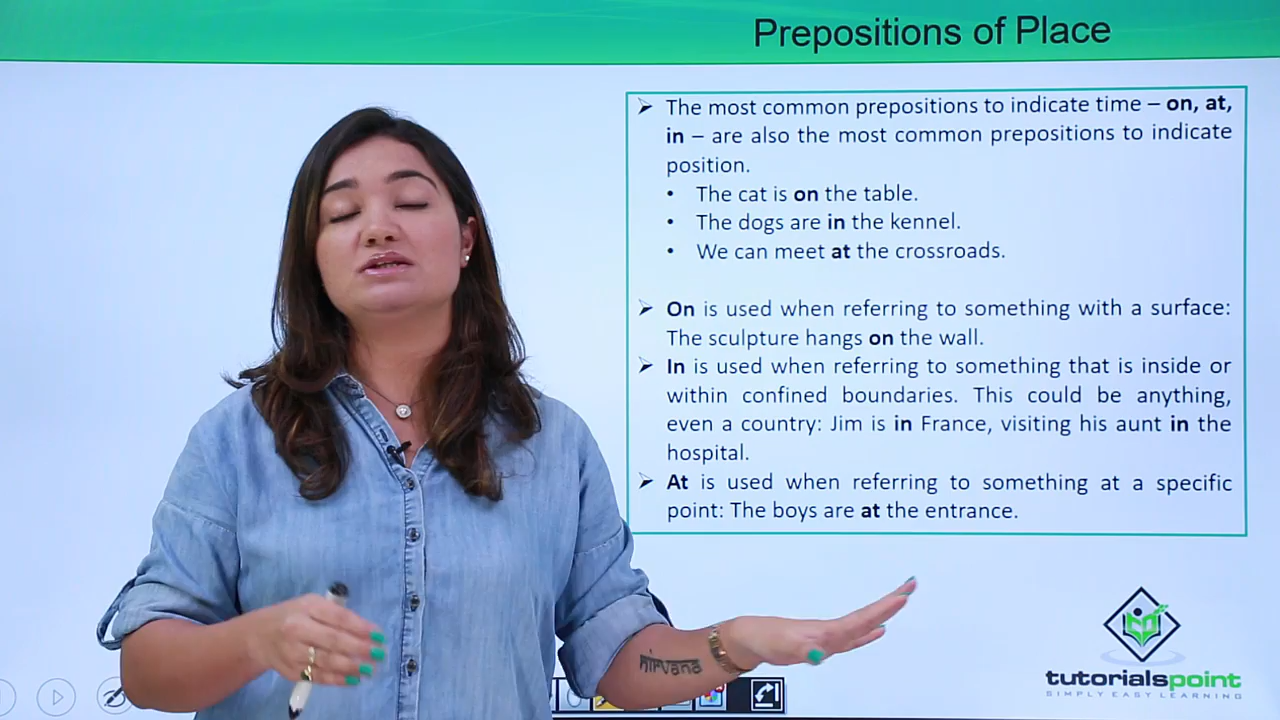 Prepositions of Place
➢ The most common prepositions to indicate time – on, at,
in – are also the most common prepositions to indicate
position.
• The cat is on the table.
• The dogs are in the kennel.
• We can meet at the crossroads.
➢ On is used when referring to something with a surface:
The sculpture hangs on the wall.
➢ In is used when referring to something that is inside or
within confined boundaries. This could be anything,
even a country: Jim is in France, visiting his aunt in the
hospital.
➢ At is used when referring to something at a specific
point: The boys are at the entrance.
nirvana
tutorialspoint
SIMPLY EASY LEARNING